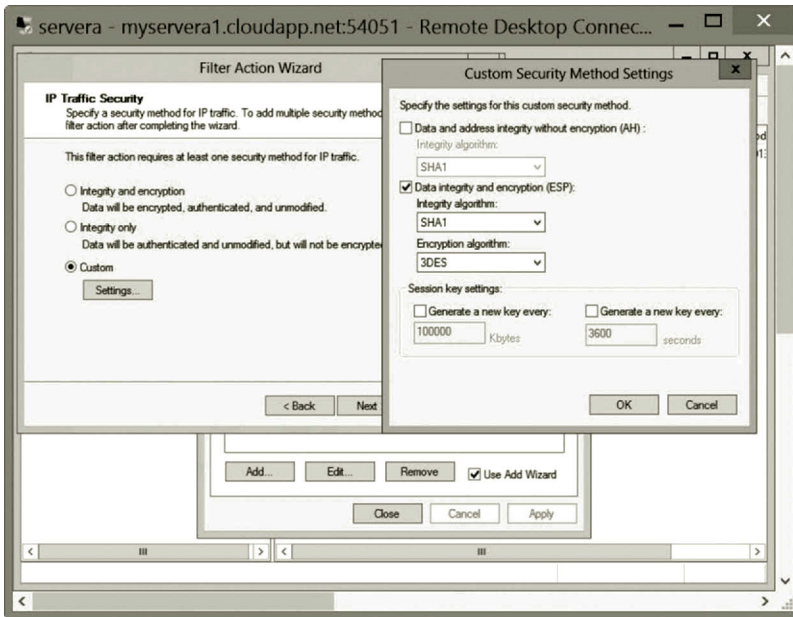 servera - myservera1.cloudapp.net:54051 - Remote Desktop Connec...
Filter Action Wizard
IP Traffic Security
Specify a security method for IP traffic. To add multiple security
filter action after completing the wizard.
This filter action requires at least one security method for IP traffic.
Integrity and encryption
Data will be encrypted, authenticated, and unmodified.
Integrity only
Data will be authenticated and unmodified, but will not be
Custom
Settings...
< Back
Next
Custom Security Method Settings
x
Specify the settings for this custom security method.
Data and address integrity without encryption (AH) :
Integrity algorithm:
SHA1
Data integrity and encryption (ESP):
Integrity algorithm:
SHA1
Encryption algorithm:
3DES
Session key settings:
Generate a new key every:
Generate a new key every:
100000 Kbytes
3600 seconds
OK
Cancel
Add...
Edit...
Remove
Use Add Wizard
Close
Cancel
Apply